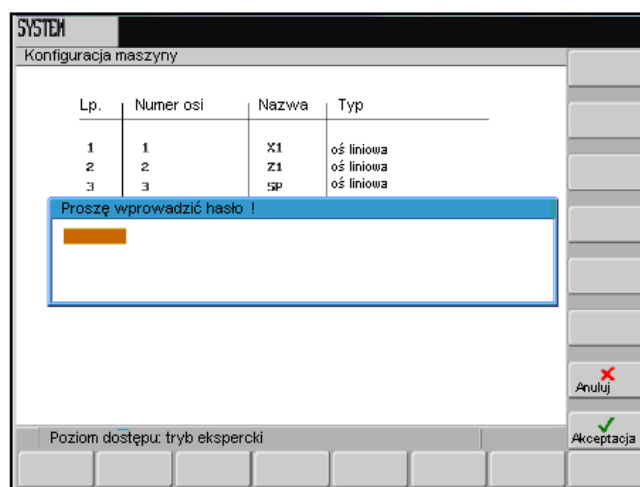 SYSTEM
Konfiguracja maszyny
Lp. Numer osi Nazwa Typ
1 1 X1 oś liniowa
2 2 Z1 oś liniowa
3 3 SP oś liniowa
Proszę wprowadzić hasło !
Anuluj
Poziom dostępu: tryb ekspercki
Akceptacja